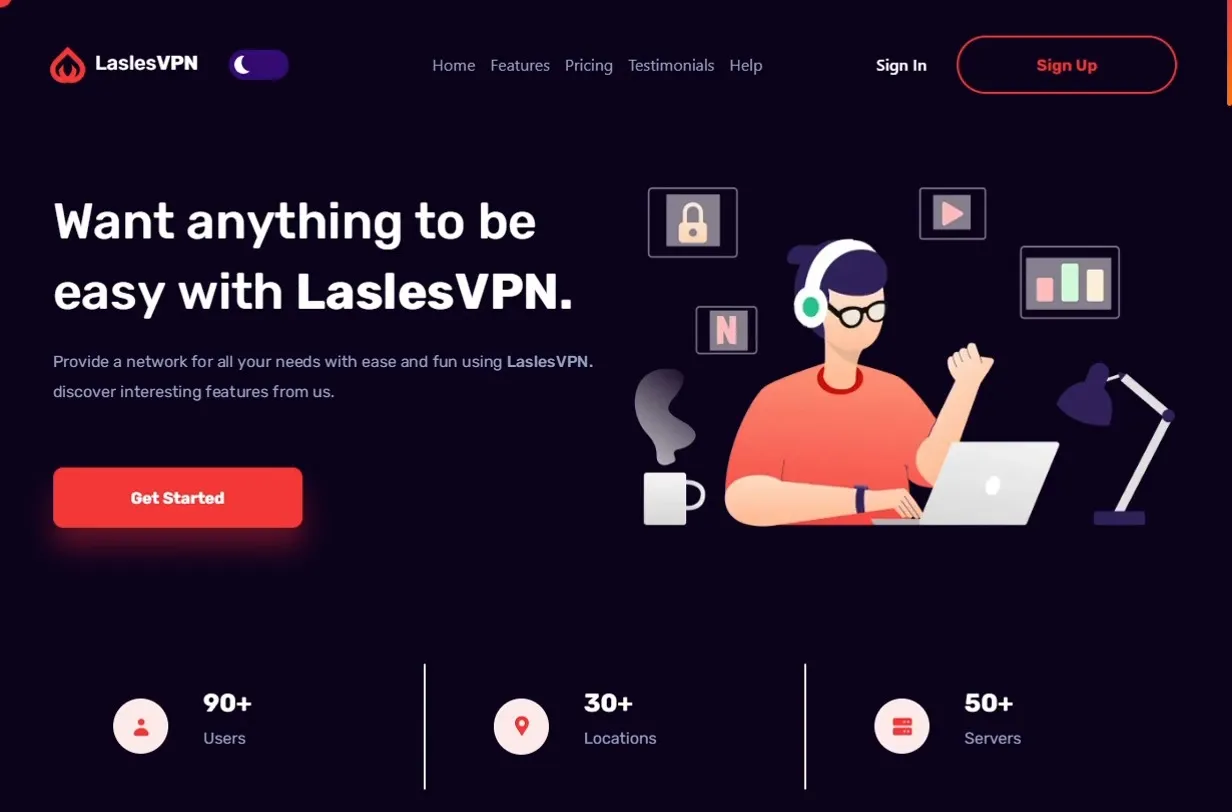 LaslesVPN
Home Features Pricing Testimonials Help
Sign In
Sign Up
Want anything to be
easy with LaslesVPN.
Provide a network for all your needs with ease and fun using LaslesVPN.
discover interesting features from us.
Get Started
N
90+
Users
30+
Locations
50+
Servers